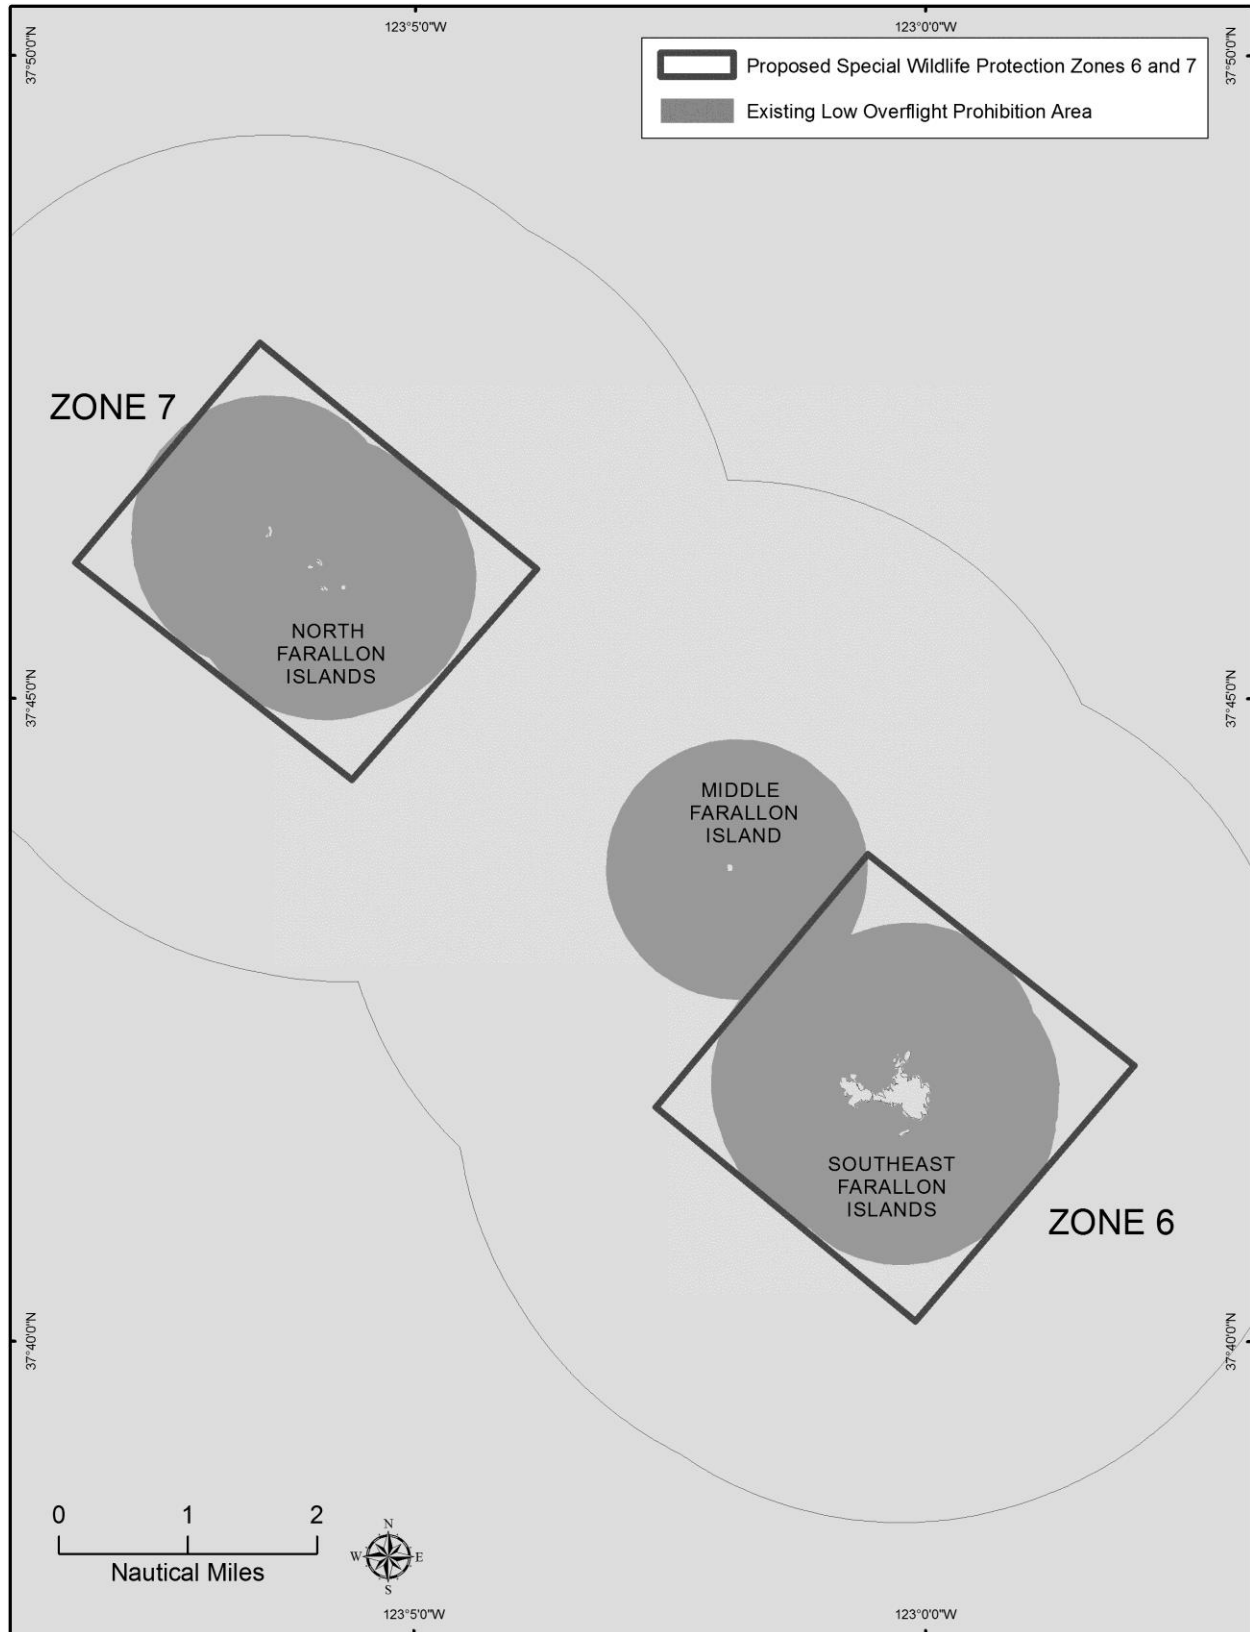 123°5'0"W
123°0'0"W
37°50'0"N
37°50'0"N
Proposed Special Wildlife Protection Zones 6 and 7
Existing Low Overflight Prohibition Area
ZONE 7
NORTH
FARALLON
ISLANDS
37°45'0"N
37°45'0"N
MIDDLE
FARALLON
ISLAND
SOUTHEAST
FARALLON
ISLANDS
ZONE 6
37°40'0"N
37°40'0"N
0 1 2
Nautical Miles
N
W E
S
123°5'0"W
123°0'0"W